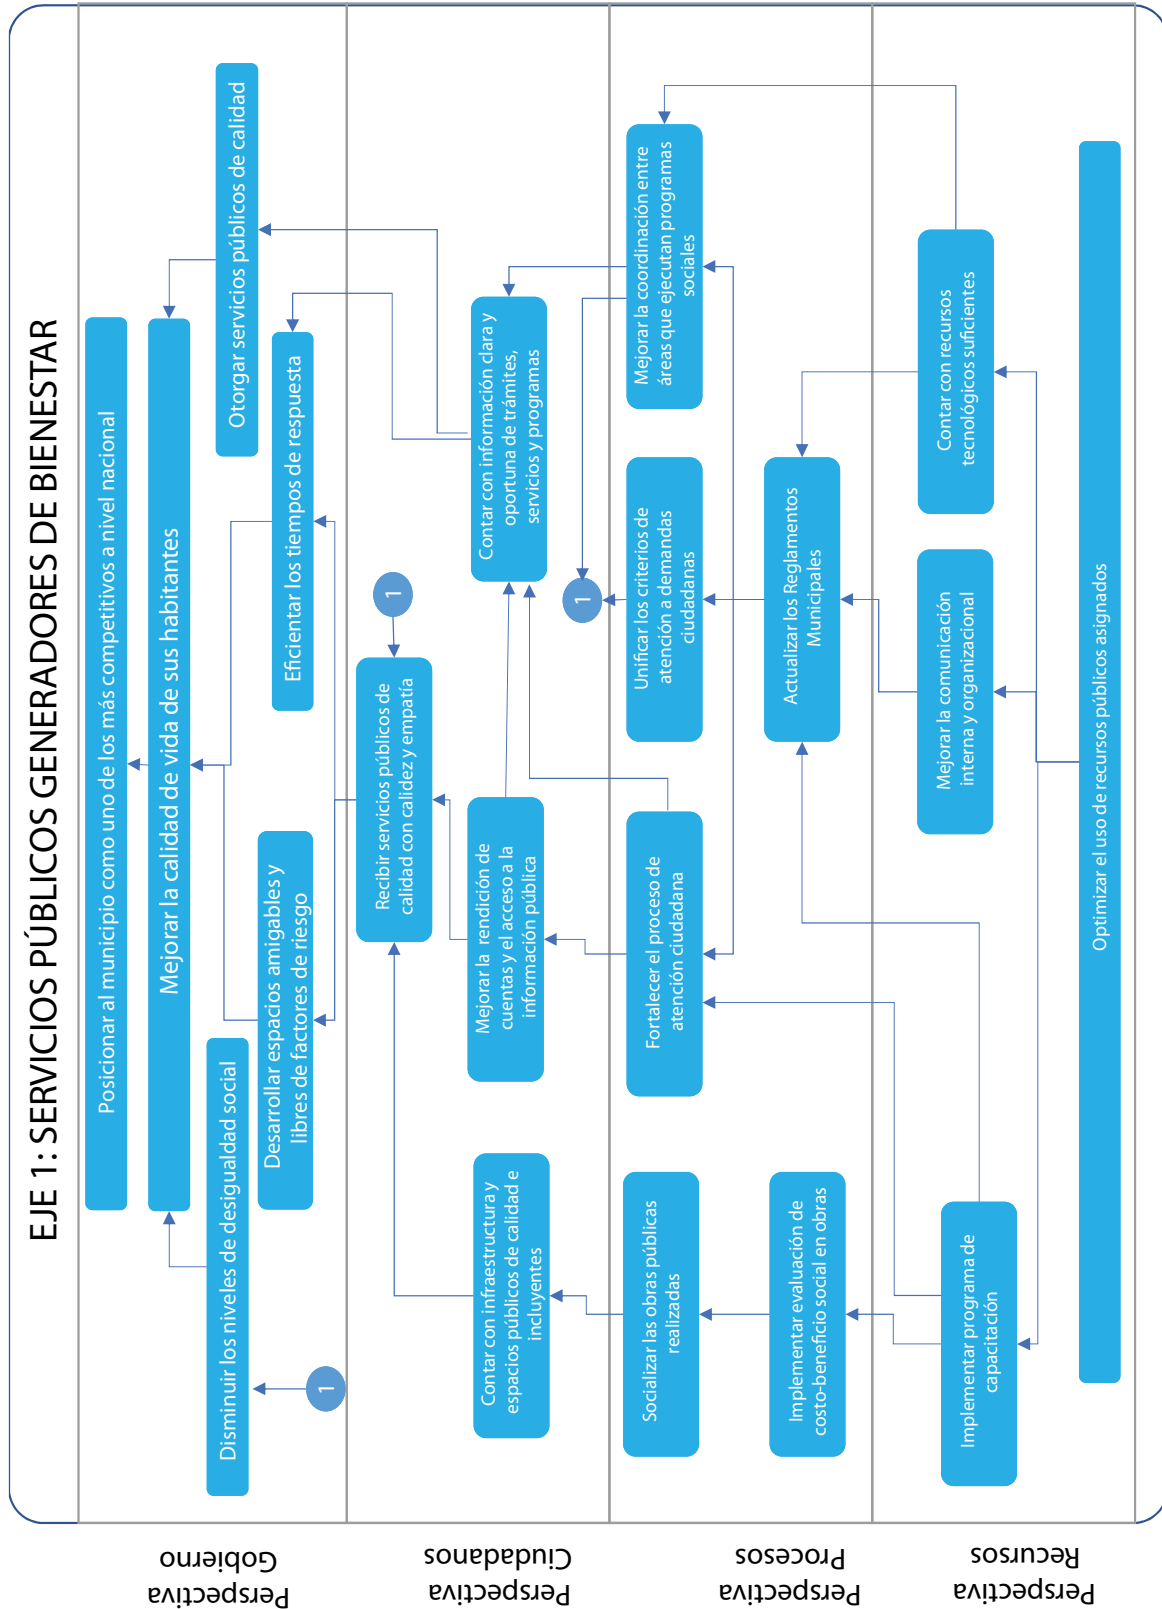 EJE 1: SERVICIOS PÚBLICOS GENERADORES DE BIENESTAR
Perspectiva
Gobierno
Posicionar al municipio como uno de los más competitivos a nivel nacional
Mejorar la calidad de vida de sus habitantes
Disminuir los niveles de desigualdad social
Otorgar servicios públicos de calidad
Desarrollar espacios amigables y
libres de factores de riesgo
Eficientar los tiempos de respuesta
1
Perspectiva
Ciudadanos
Recibir servicios públicos de
calidad con calidez y empatía
1
Contar con infraestructura y
espacios públicos de calidad e
incluyentes
Mejorar la rendición de
cuentas y el acceso a la
información pública
Contar con información clara y
oportuna de trámites,
servicios y programas
1
Perspectiva
Procesos
Socializar las obras públicas
realizadas
Fortalecer el proceso de
atención ciudadana
Unificar los criterios de
atención a demandas
ciudadanas
Mejorar la coordinación entre
áreas que ejecutan programas
sociales
Implementar evaluación de
costo-beneficio social en obras
Actualizar los Reglamentos
Municipales
Perspectiva
Recursos
Implementar programa de
capacitación
Mejorar la comunicación
interna y organizacional
Contar con recursos
tecnológicos suficientes
Optimizar el uso de recursos públicos asignados